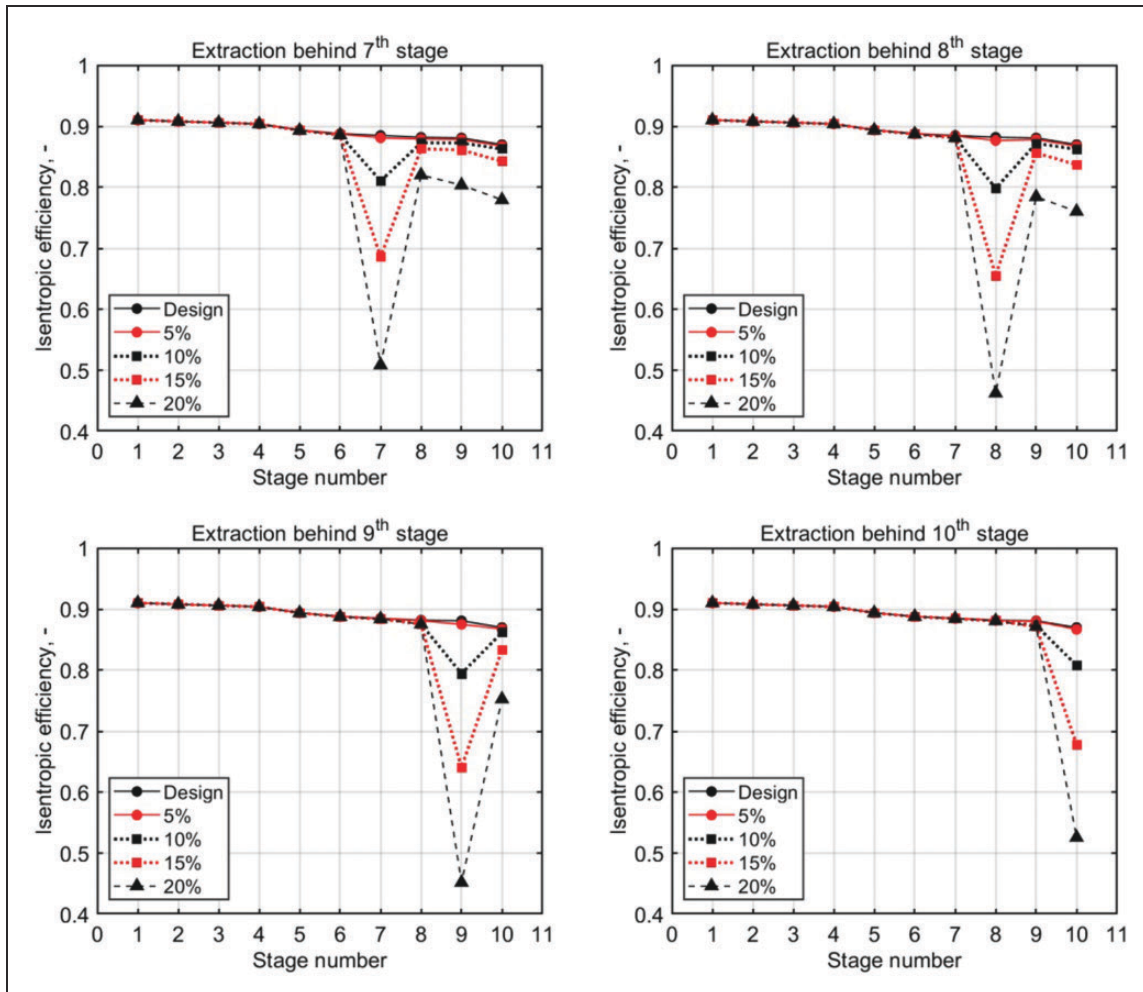 Extraction behind 7th stage
Isentropic efficiency, -
1
0.9
0.8
0.7
0.6
0.5
0.4
Design
5%
10%
15%
20%
0 1 2 3 4 5 6 7 8 9 10 11
Stage number
Extraction behind 8th stage
Isentropic efficiency, -
1
0.9
0.8
0.7
0.6
0.5
0.4
Design
5%
10%
15%
20%
0 1 2 3 4 5 6 7 8 9 10 11
Stage number
Extraction behind 9th stage
Isentropic efficiency, -
1
0.9
0.8
0.7
0.6
0.5
0.4
Design
5%
10%
15%
20%
0 1 2 3 4 5 6 7 8 9 10 11
Stage number
Extraction behind 10th stage
Isentropic efficiency, -
1
0.9
0.8
0.7
0.6
0.5
0.4
Design
5%
10%
15%
20%
0 1 2 3 4 5 6 7 8 9 10 11
Stage number